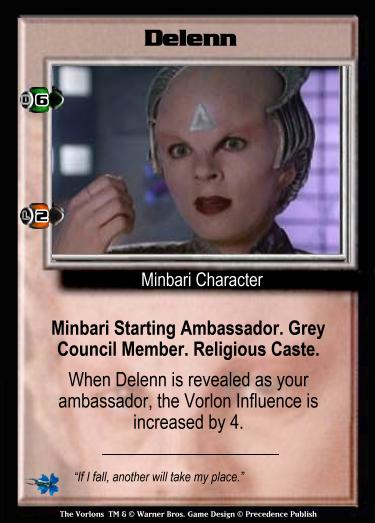 Delenn
D 6
L 2
Minbari Character
Minbari Starting Ambassador. Grey
Council Member. Religious Caste.
When Delenn is revealed as your
ambassador, the Vorlon Influence is
increased by 4.
“If I fall, another will take my place.”
The Vorlons TM & © Warner Bros. Game Design © Precedence Publish